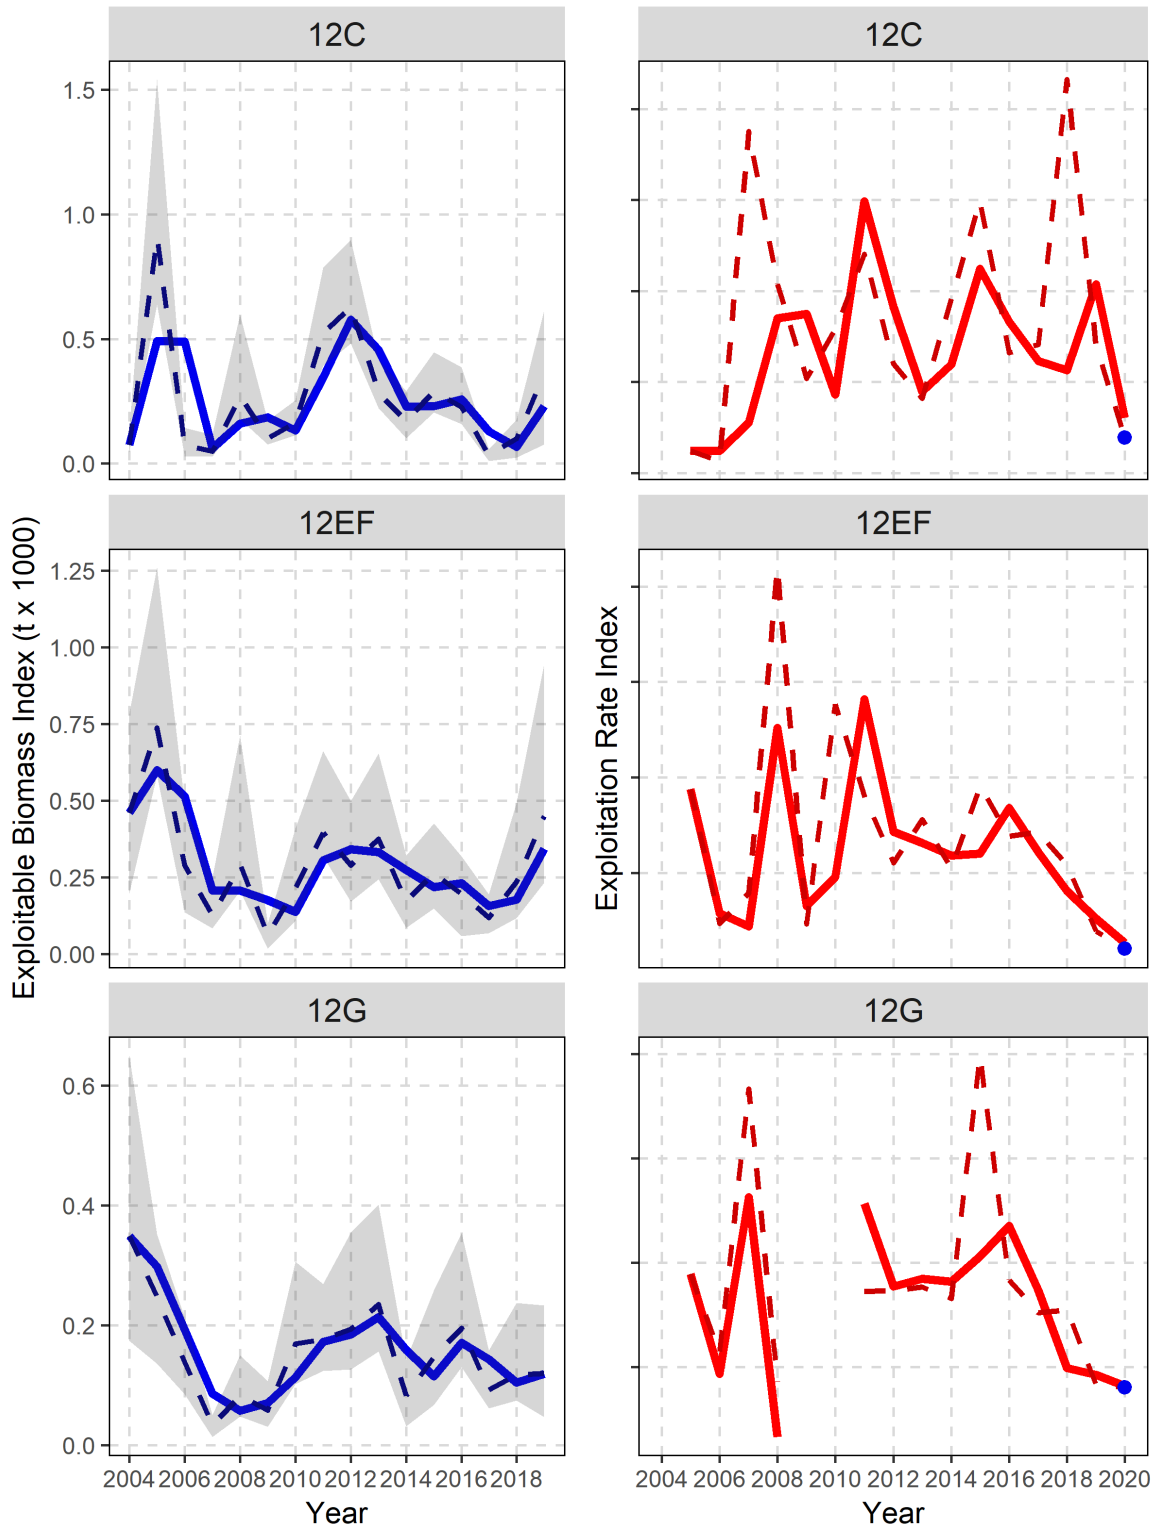 12C
12C
1.5
1.0
0.5
0.0
12EF
12EF
1.25
1.00
0.75
0.50
0.25
0.00
Exploitable Biomass Index (t x 1000)
Exploitation Rate Index
12G
12G
0.6
0.4
0.2
0.0
2004 2006 2008 2010 2012 2014 2016 2018
2004 2006 2008 2010 2012 2014 2016 2018 2020
Year
Year